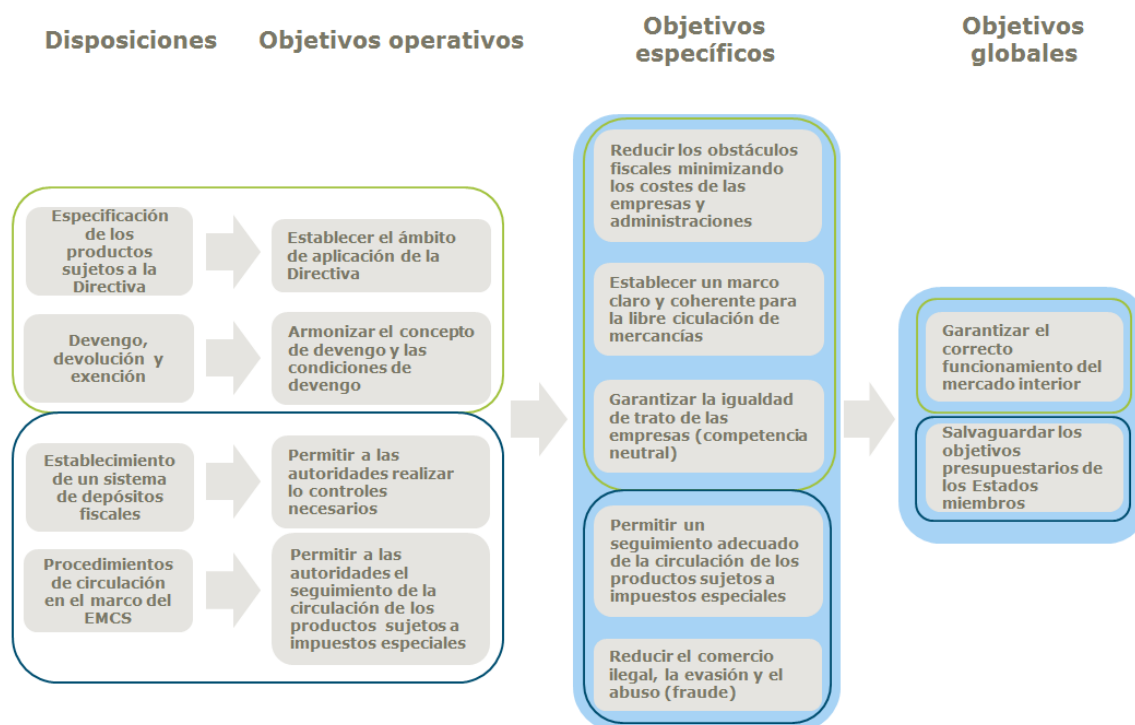 Disposiciones
Objetivos operativos
Objetivos
específicos
Objetivos
globales
Especificación
de los
productos
sujetos a la
Directiva
Establecer el ámbito
de aplicación de la
Directiva
Devengo,
devolución y
exención
Armonizar el concepto
de devengo y las
condiciones de
devengo
Establecimiento
de un sistema
de depósitos
fiscales
Permitir a las
autoridades realizar
lo controles
necesarios
Procedimientos
de circulación
en el marco del
EMCS
Permitir a las
autoridades el
seguimiento de la
circulación de los
productos sujetos a
impuestos especiales
Reducir los obstáculos
fiscales minimizando
los costes de las
empresas y
administraciones
Establecer un marco
claro y coherente para
la libre ciculación de
mercancías
Garantizar la igualdad
de trato de las
empresas (competencia
neutral)
Permitir un
seguimiento adecuado
de la circulación de los
productos sujetos a
impuestos especiales
Reducir el comercio
ilegal, la evasión y el
abuso (fraude)
Garantizar el
correcto
funcionamiento del
mercado interior
Salvaguardar los
objetivos
presupuestarios de
los Estados
miembros